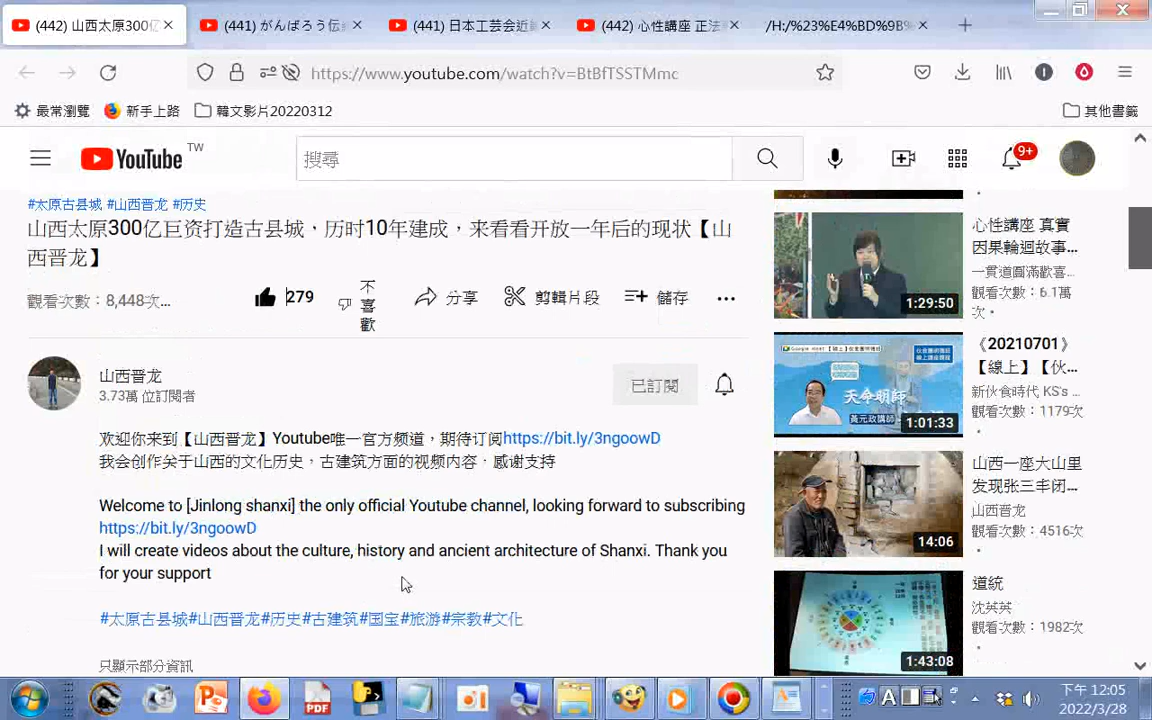 (442) 山西太原300亿
(441) がんばろう伝
(441) 日本工芸会近
(442) 心性講座 正法
/H:/%23%E4%BD%9B%
https://www.youtube.com/watch?v=BtBfTSSTMmc
最常瀏覽
新手上路
韓文影片20220312
其他書籤
YouTube TW
搜尋
9+
#太原古县城 #山西晋龙 #历史
山西太原300亿巨资打造古县城，历时10年建成，来看看开放一年后的现状【山
西晋龙】
觀看次數：8,448次...
279
不
喜
歡
分享
剪輯片段
儲存
山西晋龙
3.73萬 位訂閱者
已訂閱
欢迎你来到【山西晋龙】Youtube唯一官方频道，期待订阅https://bit.ly/3ngoowD
我会创作关于山西的文化历史，古建筑方面的视频内容．感谢支持
Welcome to [Jinlong shanxi] the only official Youtube channel, looking forward to subscribing
https://bit.ly/3ngoowD
I will create videos about the culture, history and ancient architecture of Shanxi. Thank you
for your support
#太原古县城#山西晋龙#历史#古建筑#国宝#旅游#宗教#文化
只顯示部分資訊
1:29:50
心性講座 真實
因果輪迴故事...
一貫道圓滿歡喜...
觀看次數：6.1萬
次・
天命明師
黃元政講師
1:01:33
《20210701》
【線上】【伙...
新伙食時代 KS's ...
觀看次數：1179次
14:06
山西一座大山里
发现张三丰闭...
山西晋龙
觀看次數：4516次
1:43:08
道統
沈英英
觀看次數：1982次
下午 12:05
2022/3/28